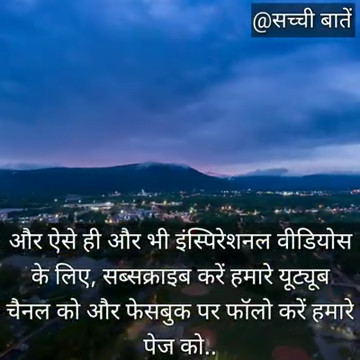 @सच्ची बातें
और ऐसे ही और भी इंस्पिरेशनल वीडियोस
के लिए, सब्सक्राइब करें हमारे यूट्यूब
चैनल को और फेसबुक पर फॉलो करें हमारे
पेज को..